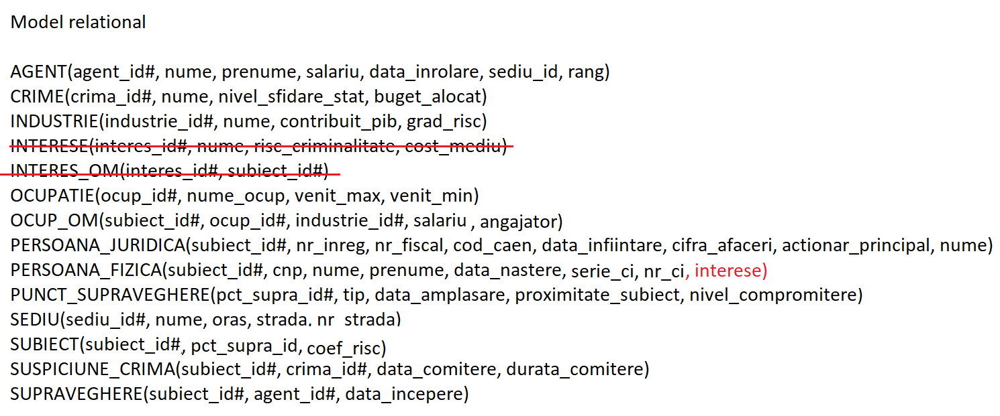 Model relational
AGENT(agent_id#, nume, prenume, salariu, data_inrolare, sediu_id, rang)
CRIME(crima_id#, nume, nivel_sfidare_stat, buget_alocat)
INDUSTRIE(industrie_id#, nume, contribuit_pib, grad_risc)
INTERESE(interes_id#, nume, risc_criminalitate, cost_mediu)
INTERES_OM(interes_id#, subiect_id#)
OCUPATIE(ocup_id#, nume_ocup, venit_max, venit_min)
OCUP_OM(subiect_id#, ocup_id#, industrie_id#, salariu , angajator)
PERSOANA_JURIDICA(subiect_id#, nr_inreg, nr_fiscal, cod_caen, data_infiintare, cifra_afaceri, actionar_principal, nume)
PERSOANA_FIZICA(subiect_id#, cnp, nume, prenume, data_nastere, serie_ci, nr_ci, interese)
PUNCT_SUPRAVEGHERE(pct_supra_id#, tip, data_amplasare, proximitate_subiect, nivel_compromitere)
SEDIU(sediu_id#, nume, oras, strada, nr_strada)
SUBIECT(subiect_id#, pct_supra_id, coef_risc)
SUSPICIUNE_CRIMA(subiect_id#, crima_id#, data_comitere, durata_comitere)
SUPRAVEGHERE(subiect_id#, agent_id#, data_incepere)